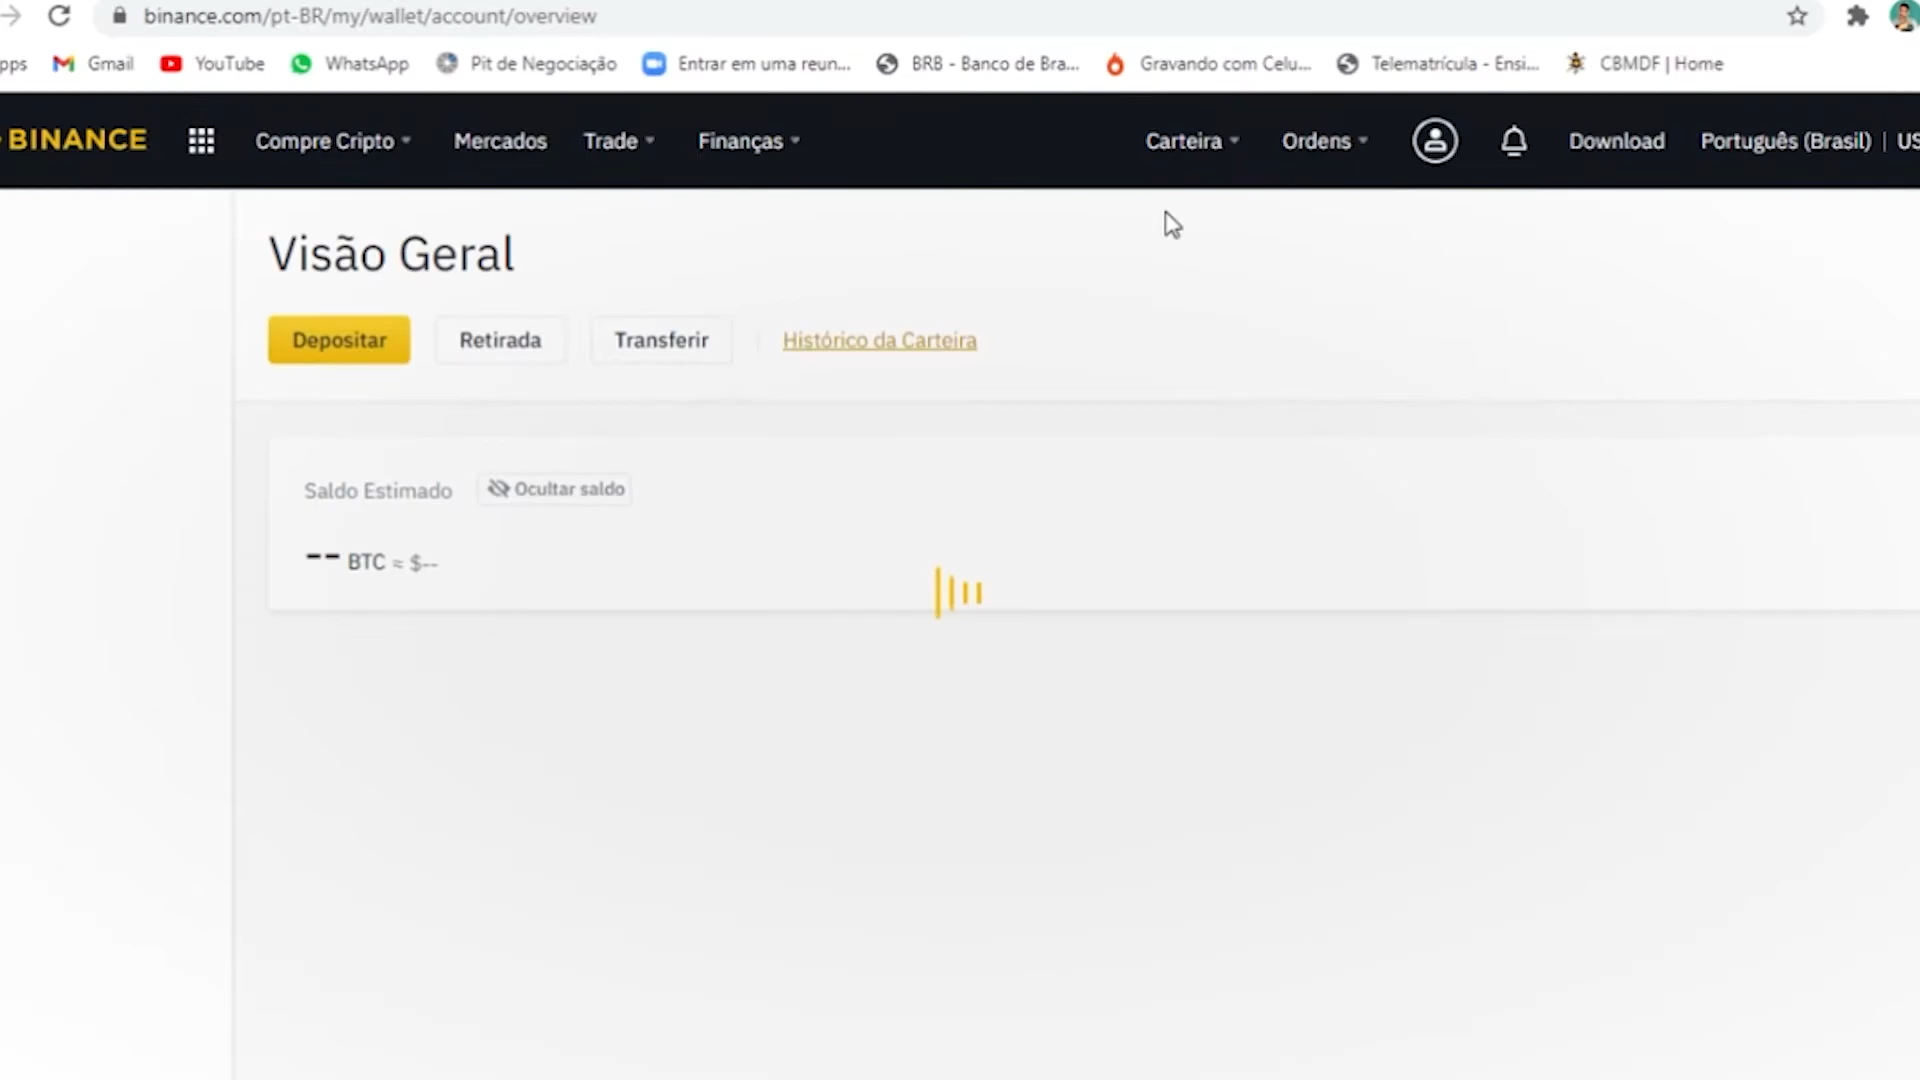 binance.com/pt-BR/my/wallet/account/overview
pps Gmail YouTube WhatsApp Pit de Negociação Entrar em uma reun... BRB - Banco de Bra... Gravando com Celu... Telematrícula - Ensi... CBMDF | Home
BINANCE Compre Cripto Mercados Trade Finanças Carteira Ordens Download Português (Brasil) | US
Visão Geral
Depositar Retirada Transferir Histórico da Carteira
Saldo Estimado Ocultar saldo
-- BTC ≈ $--